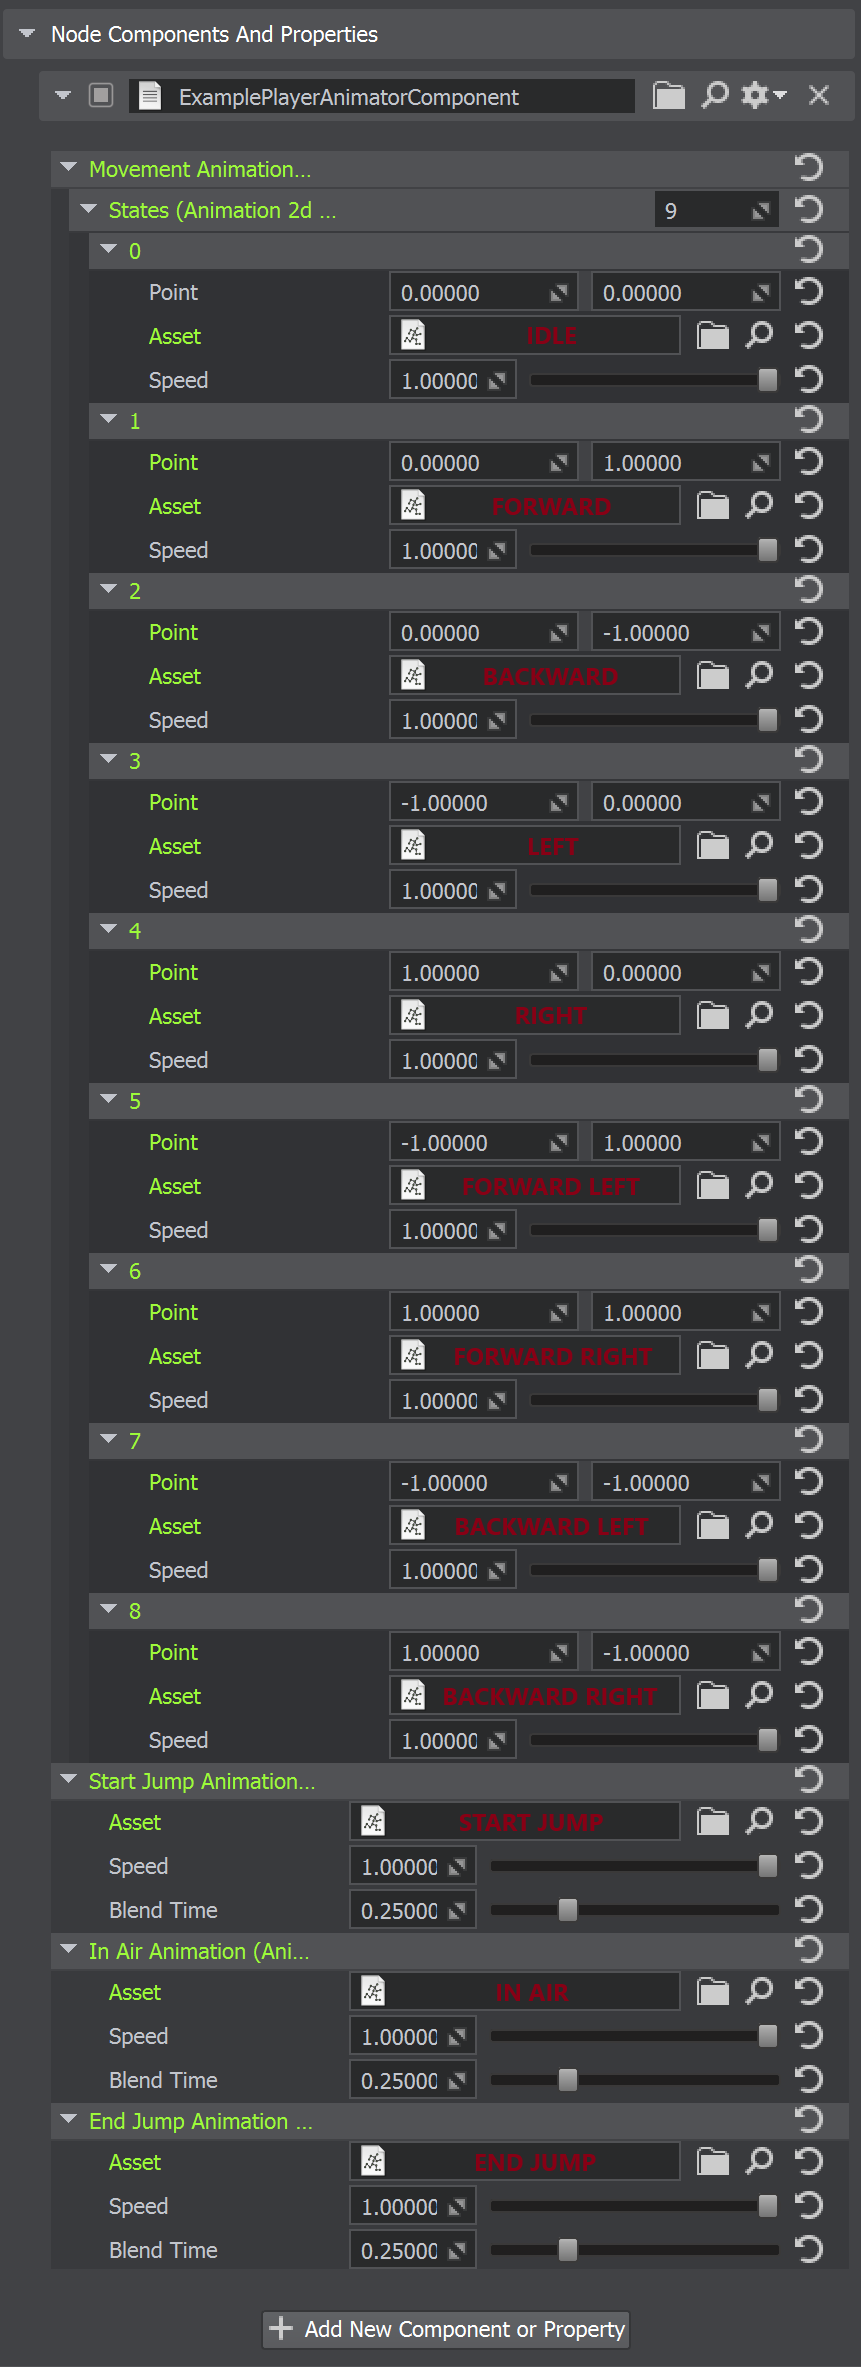 Node Components And Properties
ExamplePlayerAnimatorComponent
Movement Animation...
States (Animation 2d ... 9
0
Point 0.00000 0.00000
Asset IDLE
Speed 1.00000
1
Point 0.00000 1.00000
Asset FORWARD
Speed 1.00000
2
Point 0.00000 -1.00000
Asset BACKWARD
Speed 1.00000
3
Point -1.00000 0.00000
Asset LEFT
Speed 1.00000
4
Point 1.00000 0.00000
Asset RIGHT
Speed 1.00000
5
Point -1.00000 1.00000
Asset FORWARD LEFT
Speed 1.00000
6
Point 1.00000 1.00000
Asset FORWARD RIGHT
Speed 1.00000
7
Point -1.00000 -1.00000
Asset BACKWARD LEFT
Speed 1.00000
8
Point 1.00000 -1.00000
Asset BACKWARD RIGHT
Speed 1.00000
Start Jump Animation...
Asset START JUMP
Speed 1.00000
Blend Time 0.25000
In Air Animation (Ani...
Asset IN AIR
Speed 1.00000
Blend Time 0.25000
End Jump Animation ...
Asset END JUMP
Speed 1.00000
Blend Time 0.25000
Add New Component or Property